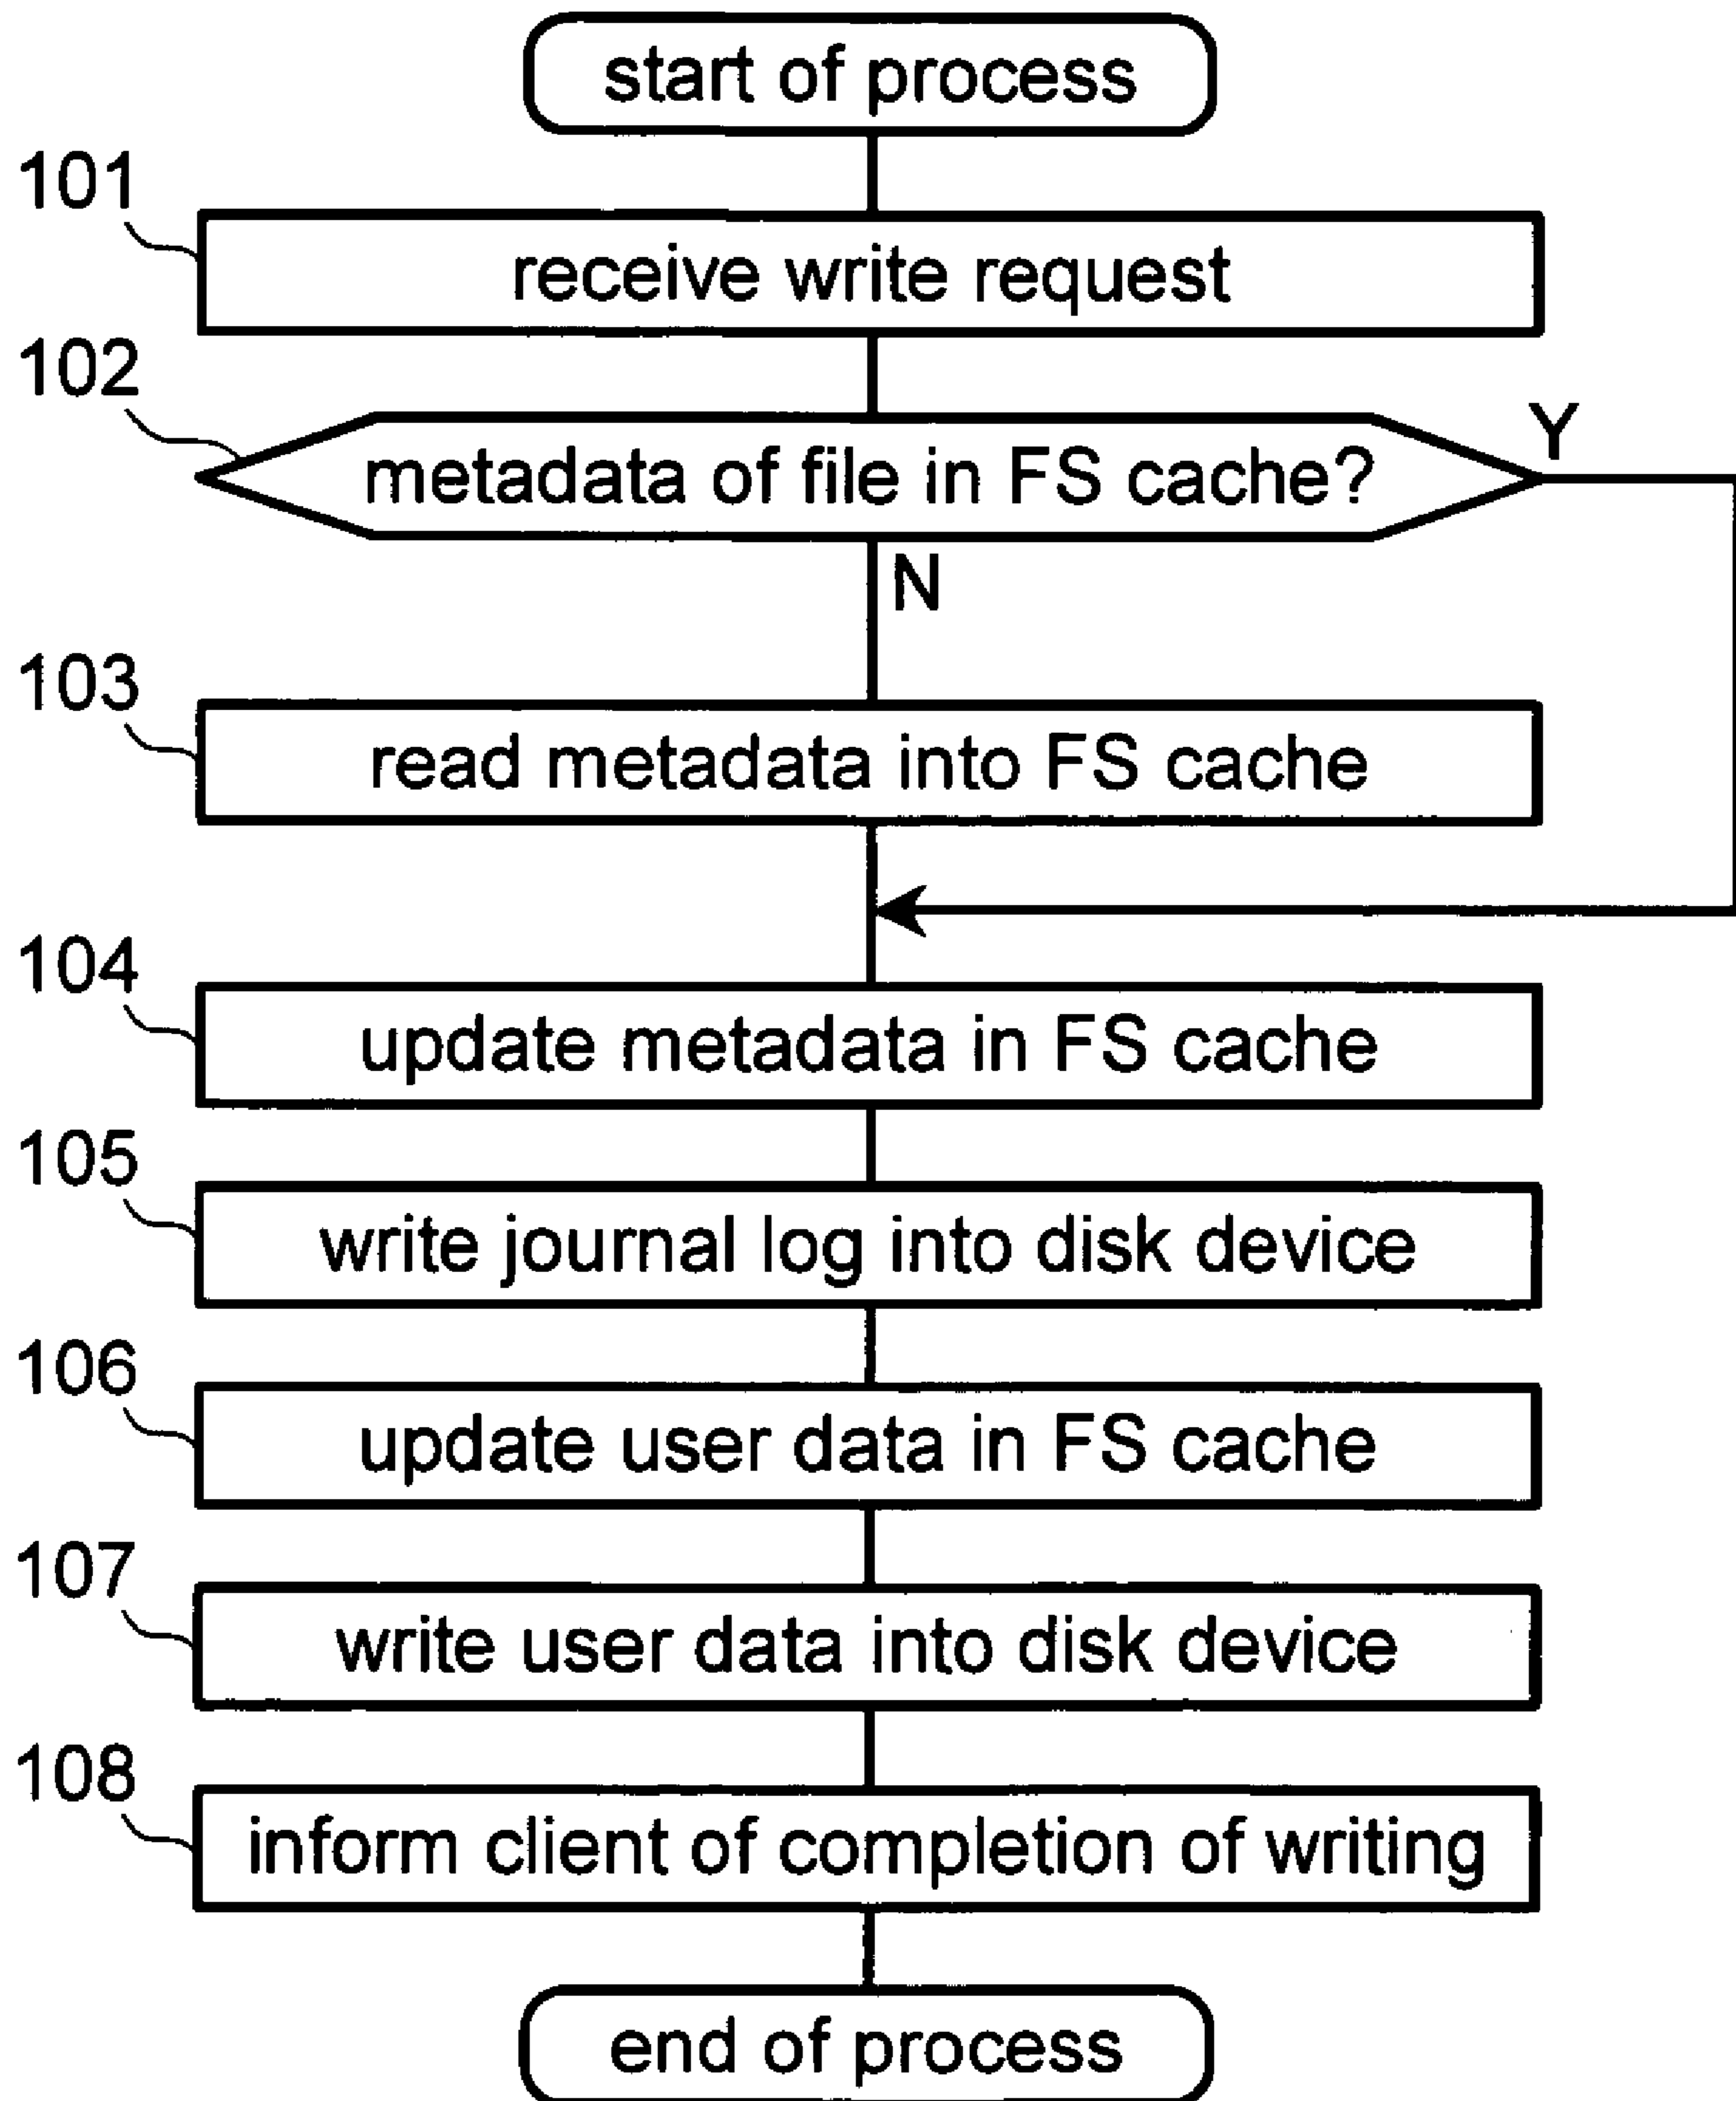 start of process
101
receive write request
102
metadata of file in FS cache?
Y
N
103
read metadata into FS cache
104
update metadata in FS cache
105
write journal log into disk device
106
update user data in FS cache
107
write user data into disk device
108
inform client of completion of writing
end of process